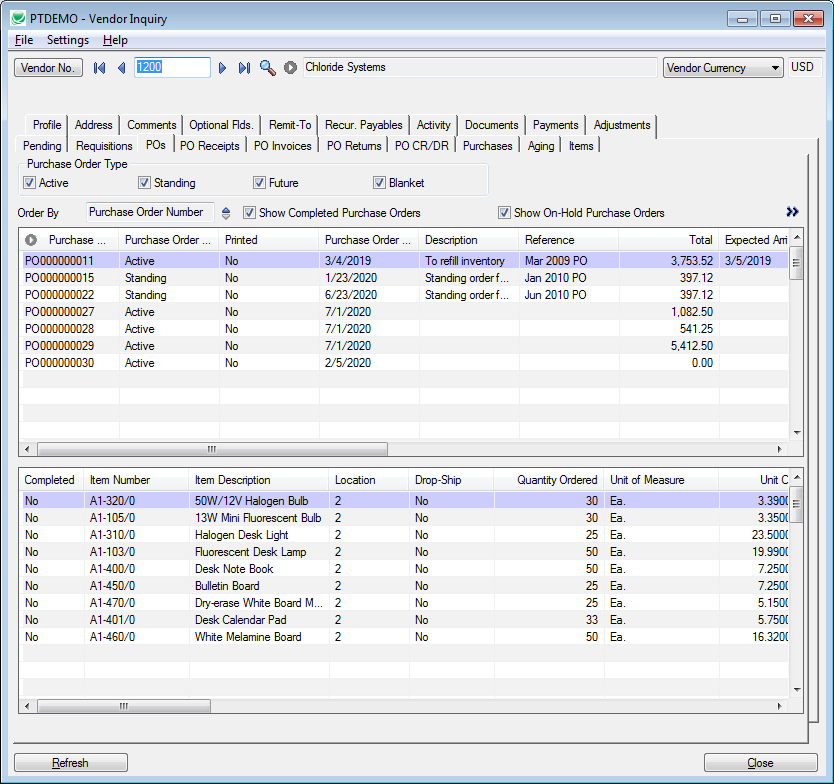 PTDEMO - Vendor Inquiry
File Settings Help
Vendor No. 1200 Chloride Systems Vendor Currency USD
Profile Address Comments Optional Flds. Remit-To Recur. Payables Activity Documents Payments Adjustments
Pending Requisitions POs PO Receipts PO Invoices PO Returns PO CR/DR Purchases Aging Items
Purchase Order Type
Active Standing Future Blanket
Order By Purchase Order Number Show Completed Purchase Orders Show On-Hold Purchase Orders
Purchase ... Purchase Order ... Printed Purchase Order ... Description Reference Total Expected Arri
PO000000011 Active No 3/4/2019 To refill inventory Mar 2009 PO 3,753.52 3/5/2019
PO000000015 Standing No 1/23/2020 Standing order f... Jan 2010 PO 397.12
PO000000022 Standing No 6/23/2020 Standing order f... Jun 2010 PO 397.12
PO000000027 Active No 7/1/2020 1,082.50
PO000000028 Active No 7/1/2020 541.25
PO000000029 Active No 7/1/2020 5,412.50
PO000000030 Active No 2/5/2020 0.00
Completed Item Number Item Description Location Drop-Ship Quantity Ordered Unit of Measure Unit C
No A1-320/0 50W/12V Halogen Bulb 2 No 30 Ea. 3.3900
No A1-105/0 13W Mini Fluorescent Bulb 2 No 30 Ea. 3.3500
No A1-310/0 Halogen Desk Light 2 No 25 Ea. 23.5000
No A1-103/0 Fluorescent Desk Lamp 2 No 50 Ea. 19.9900
No A1-400/0 Desk Note Book 2 No 50 Ea. 7.2500
No A1-450/0 Bulletin Board 2 No 25 Ea. 7.2500
No A1-470/0 Dry-erase White Board M... 2 No 25 Ea. 5.1500
No A1-401/0 Desk Calendar Pad 2 No 33 Ea. 5.7500
No A1-460/0 White Melamine Board 2 No 50 Ea. 16.3200
Refresh Close